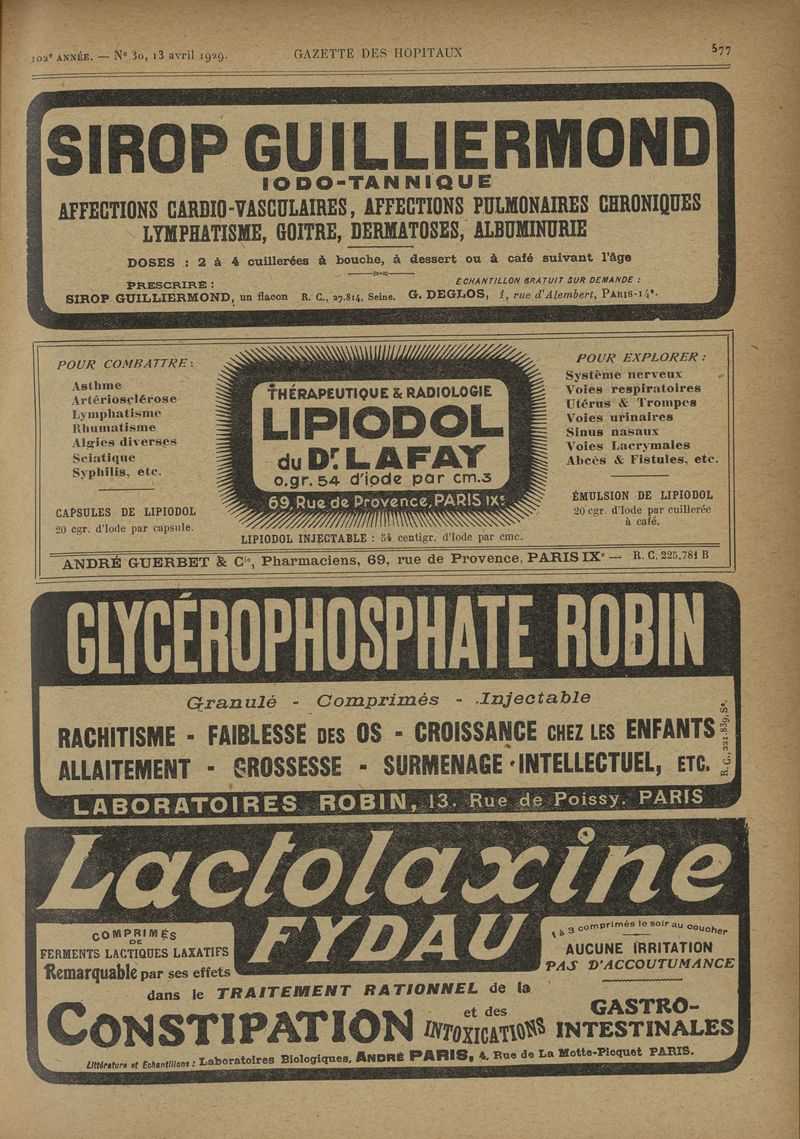 102e ANNÉE. — No 30, 13 avril 1929.
GAZETTE DES HOPITAUX
577
SIROP GUILLIERMOND
IODO-TANNIQUE
AFFECTIONS CARDIO-VASCULAIRES, AFFECTIONS PULMONAIRES CHRONIQUES
LYMPHATISME, GOITRE, DERMATOSES, ALBUMINURIE
DOSES : 2 à 4 cuillerées à bouche, à dessert ou à café suivant l'âge
PRESCRIRE :
SIROP GUILLIERMOND, un flacon R. C., 27.814, Seine.
ÉCHANTILLON GRATUIT SUR DEMANDE :
G. DEGLOS, 1, rue d'Alembert, PARIS-14e.
POUR COMBATTRE :
Asthme
Artériosclérose
Lymphatisme
Rhumatisme
Algies diverses
Sciatique
Syphilis, etc.
CAPSULES DE LIPIODOL
20 cgr. d'Iode par capsule.
THÉRAPEUTIQUE & RADIOLOGIE
LIPIODOL
du Dr. LAFAY
0.gr. 54 d'iode par cm.3
69, Rue de Provence, PARIS IXe
LIPIODOL INJECTABLE : 54 centigr. d'Iode par cmc.
POUR EXPLORER :
Système nerveux
Voies respiratoires
Utérus & Trompes
Voies urinaires
Sinus nasaux
Voies Lacrymales
Abcès & Fistules, etc.
ÉMULSION DE LIPIODOL
20 cgr. d'Iode par cuillerée
à café.
ANDRÉ GUERBET & Cie, Pharmaciens, 69, rue de Provence, PARIS IXe — R. C. 225.781 B
GLYCÉROPHOSPHATE ROBIN
Granulé - Comprimés - Injectable
RACHITISME - FAIBLESSE DES OS - CROISSANCE CHEZ LES ENFANTS
ALLAITEMENT - GROSSESSE - SURMENAGE INTELLECTUEL, ETC.
R. C., 221.839, Se.
LABORATOIRES ROBIN, 13, Rue de Poissy, PARIS
Lactolaxine
FYDAU
COMPRIMÉS
DE
FERMENTS LACTIQUES LAXATIFS
Remarquable par ses effets
1 à 3 comprimés le soir au coucher
AUCUNE IRRITATION
PAS D'ACCOUTUMANCE
dans le TRAITEMENT RATIONNEL de la
CONSTIPATION
et des
INTOXICATIONS
GASTRO-
INTESTINALES
Littérature et Échantillons : Laboratoires Biologiques, ANDRÉ PARIS, 4, Rue de La Motte-Picquet PARIS.